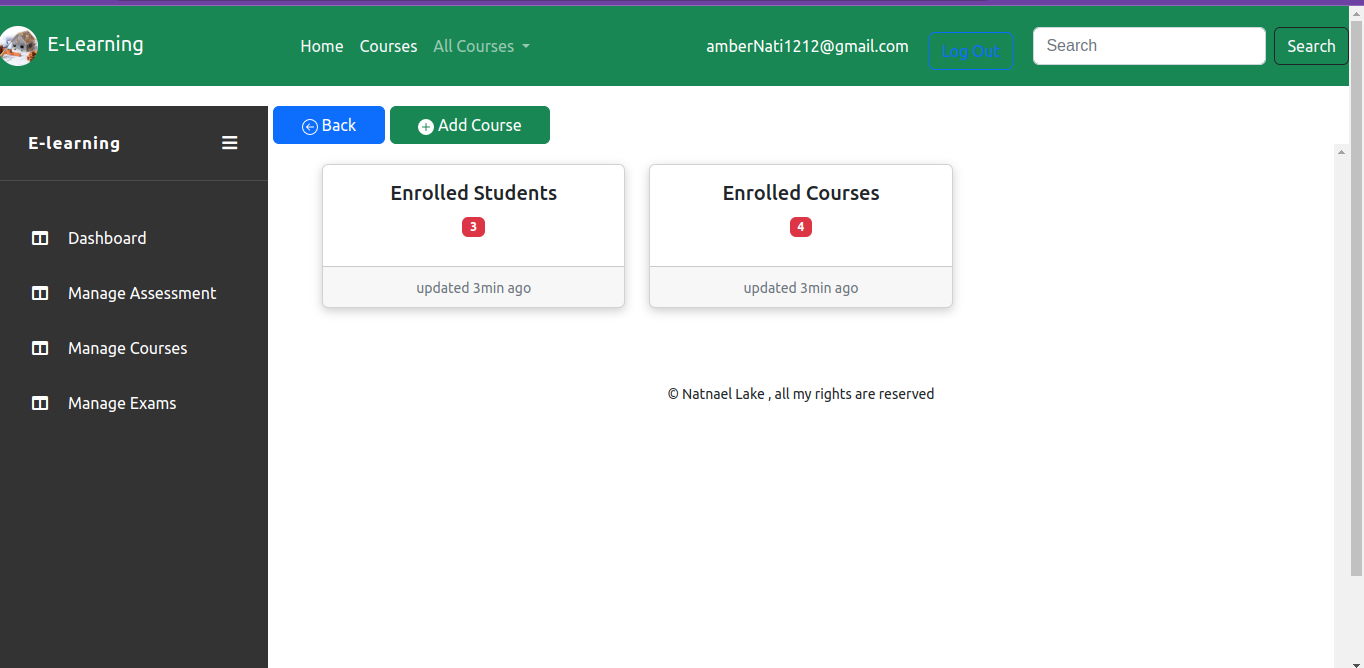 E-Learning
Home Courses All Courses
amberNati1212@gmail.com Log Out Search Search
E-learning
Back Add Course
Enrolled Students
3
updated 3min ago
Enrolled Courses
4
updated 3min ago
Dashboard
Manage Assessment
Manage Courses
Manage Exams
© Natnael Lake , all my rights are reserved